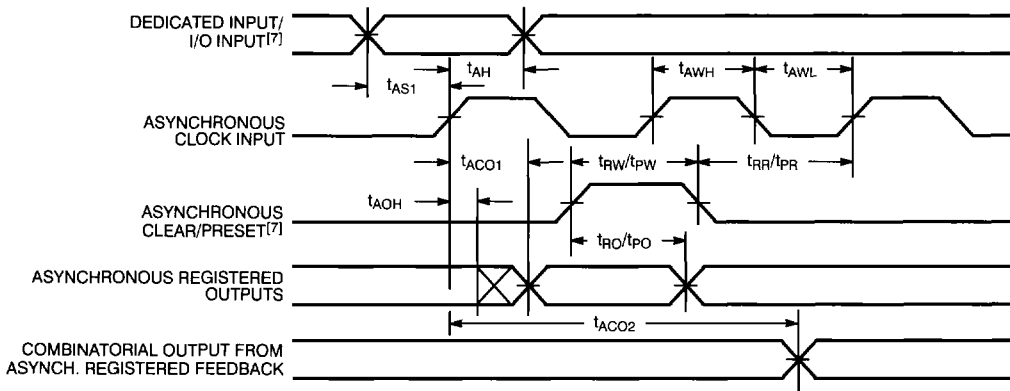 DEDICATED INPUT/
I/O INPUT[7]
tAH
tAS1
tAWH
tAWL
ASYNCHRONOUS
CLOCK INPUT
tACO1
tRW/tPW
tRR/tPR
tAOH
ASYNCHRONOUS
CLEAR/PRESET[7]
tRO/tPO
ASYNCHRONOUS REGISTERED
OUTPUTS
tACO2
COMBINATORIAL OUTPUT FROM
ASYNCH. REGISTERED FEEDBACK